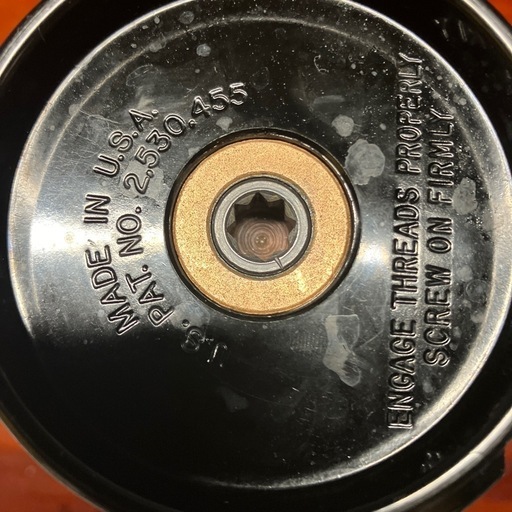 MADE IN U.S.A.
U.S. PAT. NO. 2,530,455
ENGAGE THREADS PROPERLY
SCREW ON FIRMLY